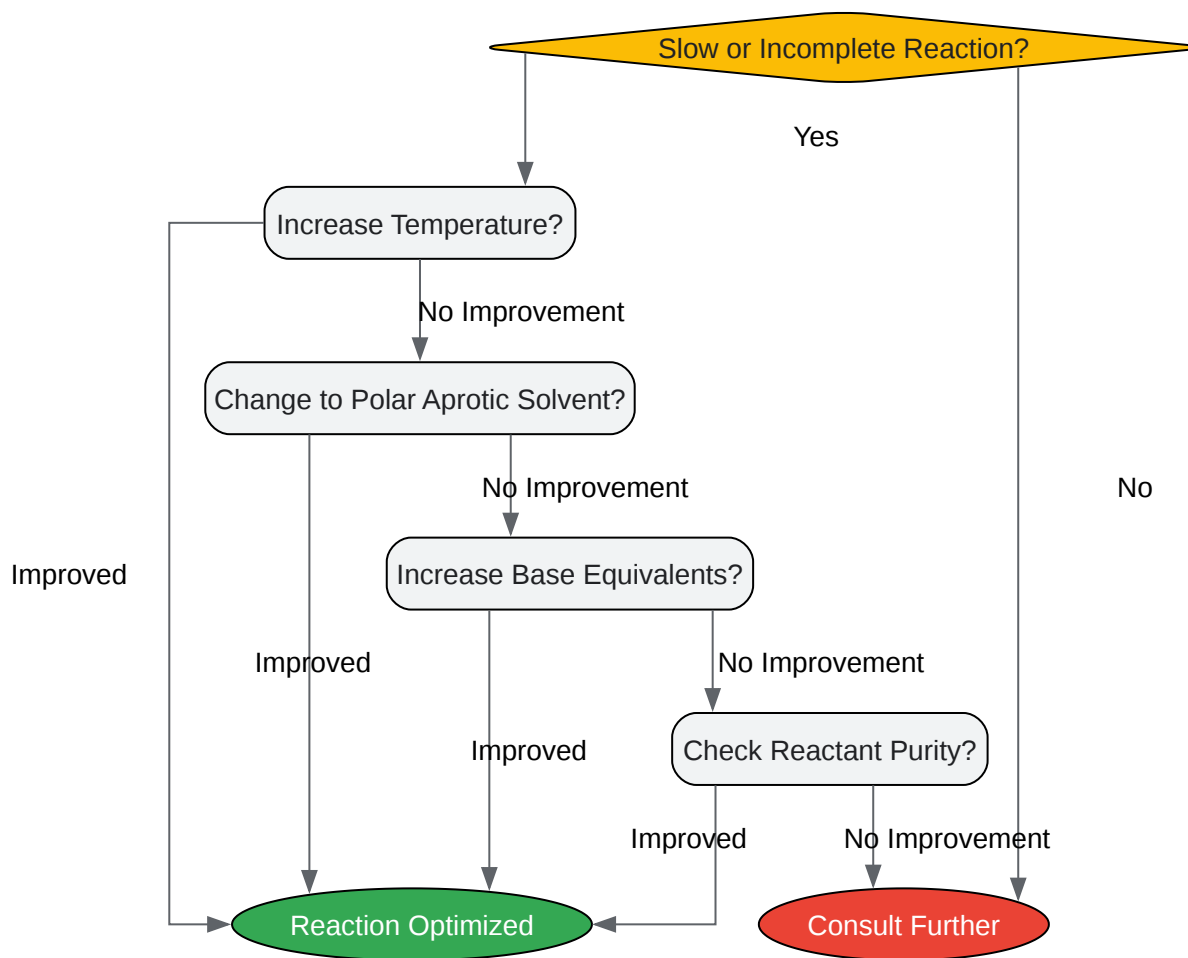 Slow or Incomplete Reaction?
Yes
Increase Temperature?
No Improvement
Change to Polar Aprotic Solvent?
No Improvement
No
Improved
Increase Base Equivalents?
Improved
No Improvement
Improved
Check Reactant Purity?
Improved
No Improvement
Reaction Optimized
Consult Further